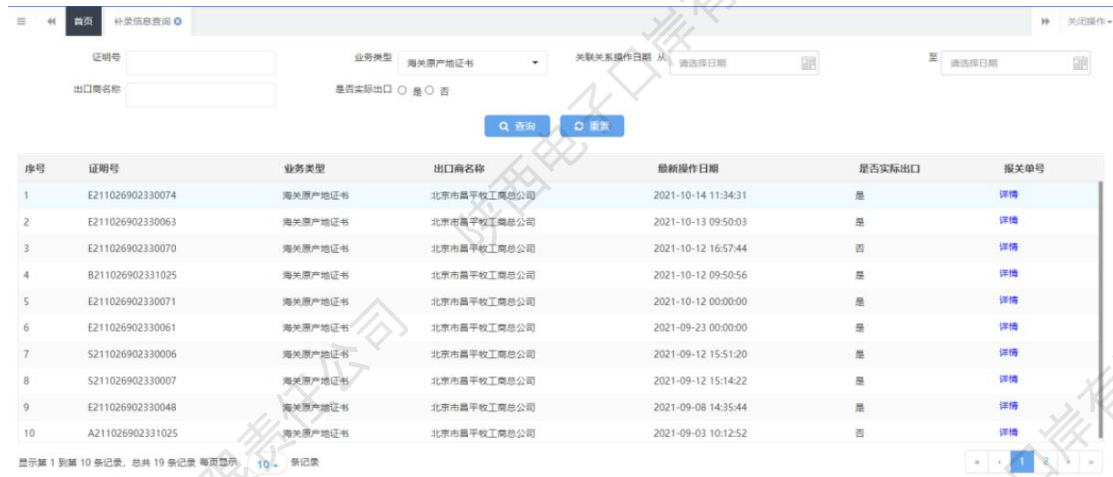 首页 补录信息查询 关闭操作
证明号 业务类型 海关原产地证书 关联关系操作日期 从 请选择日期 至 请选择日期
出口商名称 是否实际出口 是 否
查询 重置
序号 证明号 业务类型 出口商名称 最新操作日期 是否实际出口 报关单号
1 E211026902330074 海关原产地证书 北京市昌平牧工商总公司 2021-10-14 11:34:31 是 详情
2 E211026902330063 海关原产地证书 北京市昌平牧工商总公司 2021-10-13 09:50:03 是 详情
3 E211026902330070 海关原产地证书 北京市昌平牧工商总公司 2021-10-12 16:57:44 否 详情
4 B211026902331025 海关原产地证书 北京市昌平牧工商总公司 2021-10-12 09:50:56 是 详情
5 E211026902330071 海关原产地证书 北京市昌平牧工商总公司 2021-10-12 00:00:00 是 详情
6 E211026902330061 海关原产地证书 北京市昌平牧工商总公司 2021-09-23 00:00:00 是 详情
7 S211026902330006 海关原产地证书 北京市昌平牧工商总公司 2021-09-12 15:51:20 是 详情
8 S211026902330007 海关原产地证书 北京市昌平牧工商总公司 2021-09-12 15:14:22 是 详情
9 E211026902330048 海关原产地证书 北京市昌平牧工商总公司 2021-09-08 14:35:44 是 详情
10 A211026902331025 海关原产地证书 北京市昌平牧工商总公司 2021-09-03 10:12:52 否 详情
显示第 1 到第 10 条记录，总共 19 条记录 每页显示 10 条记录 « ‹ 1 2 › »
陕西电子口岸有
限责任公司
口岸有